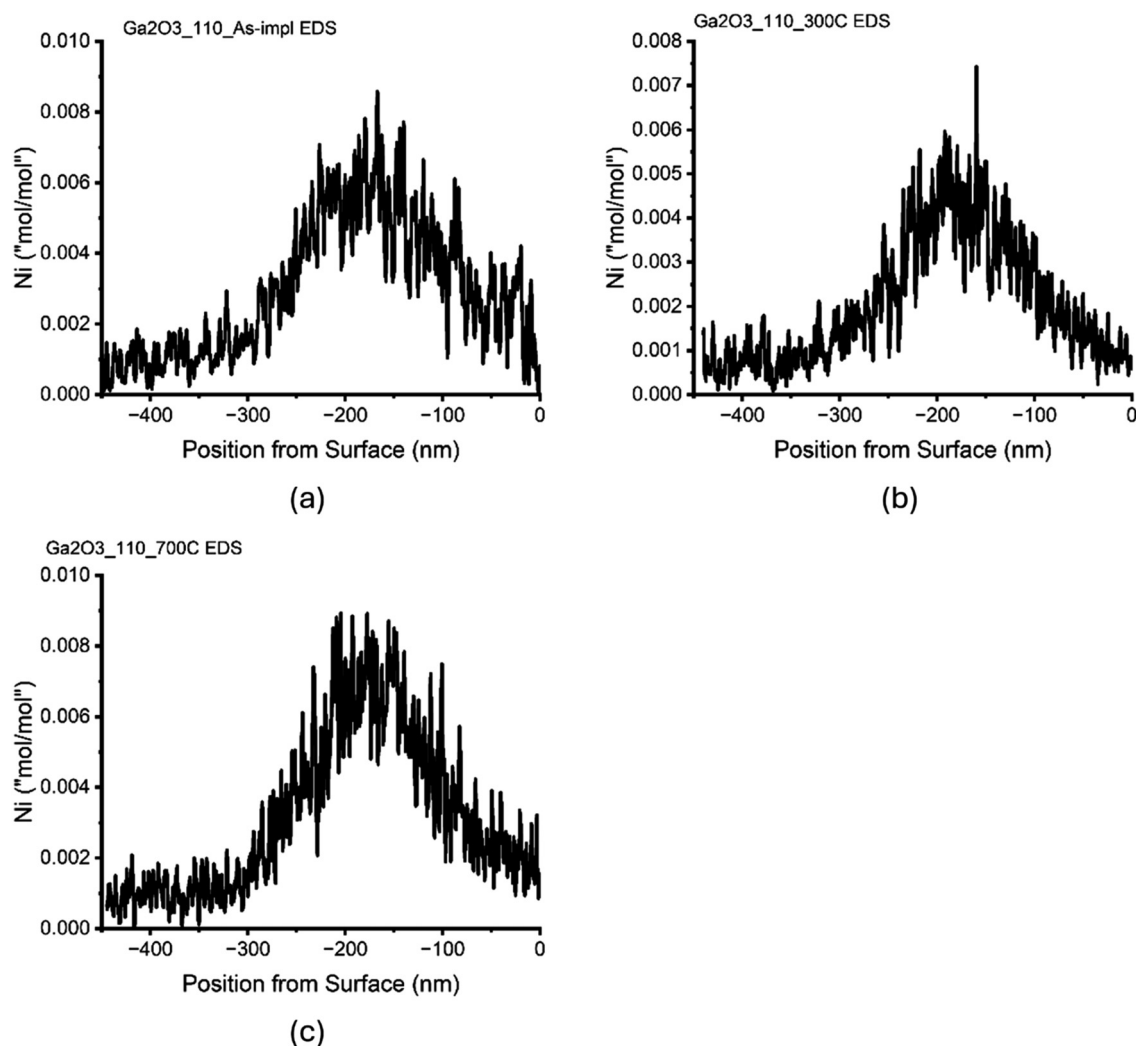 Ga2O3_110_As-impl EDS
0.010
0.008
0.006
0.004
0.002
0.000
Ni ("mol/mol")
−400 −300 −200 −100 0
Position from Surface (nm)
(a)
Ga2O3_110_300C EDS
0.008
0.007
0.006
0.005
0.004
0.003
0.002
0.001
0.000
Ni ("mol/mol")
−400 −300 −200 −100 0
Position from Surface (nm)
(b)
Ga2O3_110_700C EDS
0.010
0.008
0.006
0.004
0.002
0.000
Ni ("mol/mol")
−400 −300 −200 −100 0
Position from Surface (nm)
(c)